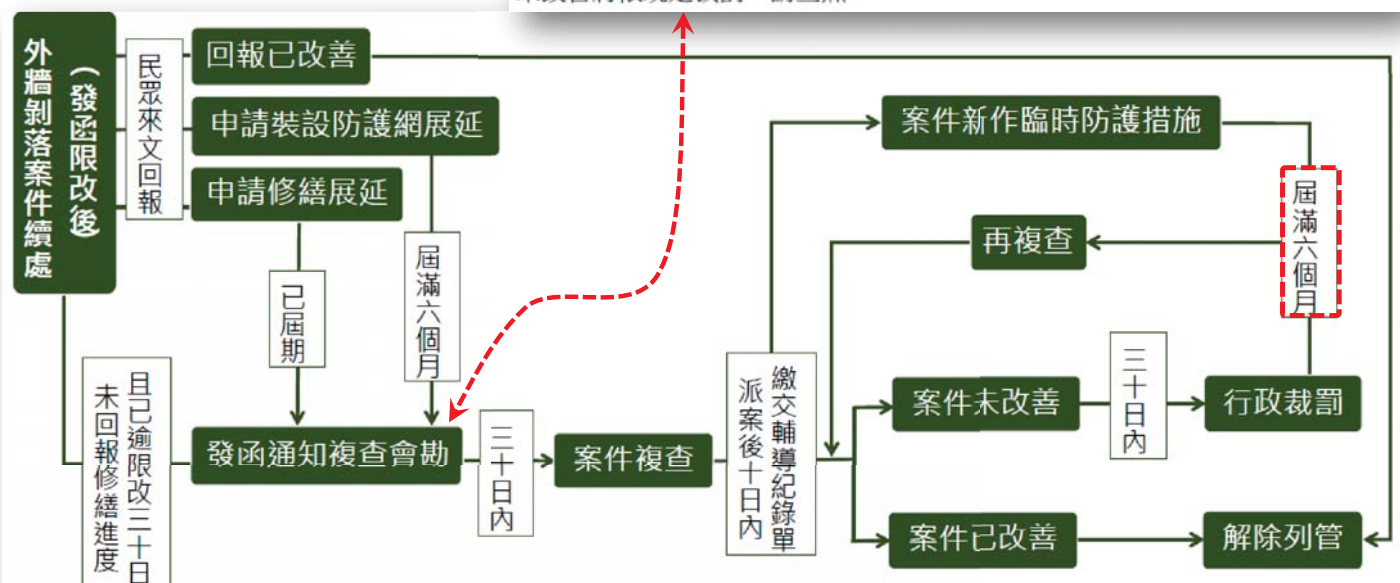 外牆剝落案件續處
（發函限改後）
民眾來文回報
回報已改善
申請裝設防護網展延
申請修繕展延
已屆期
屆滿六個月
且已逾限改三十日
未回報修繕進度
發函通知複查會勘
三十日內
案件複查
繳交輔導紀錄單
派案後十日內
案件新作臨時防護措施
屆滿六個月
再複查
案件未改善
三十日內
行政裁罰
案件已改善
解除列管